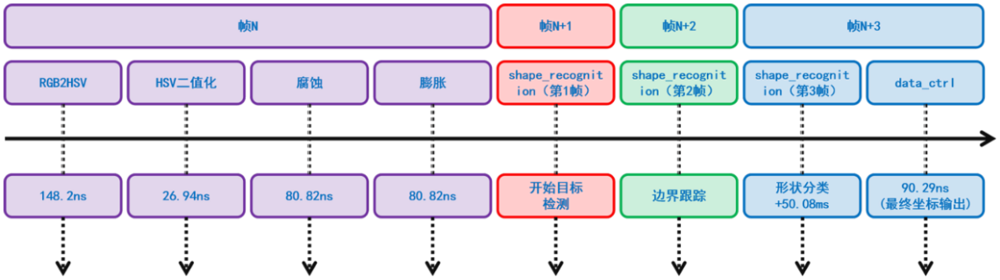 帧N
帧N+1
帧N+2
帧N+3
RGB2HSV
HSV二值化
腐蚀
膨胀
shape_recognit
ion（第1帧）
shape_recognit
ion（第2帧）
shape_recognit
ion（第3帧）
data_ctrl
148.2ns
26.94ns
80.82ns
80.82ns
开始目标
检测
边界跟踪
形状分类
+50.08ms
90.29ns
(最终坐标输出)